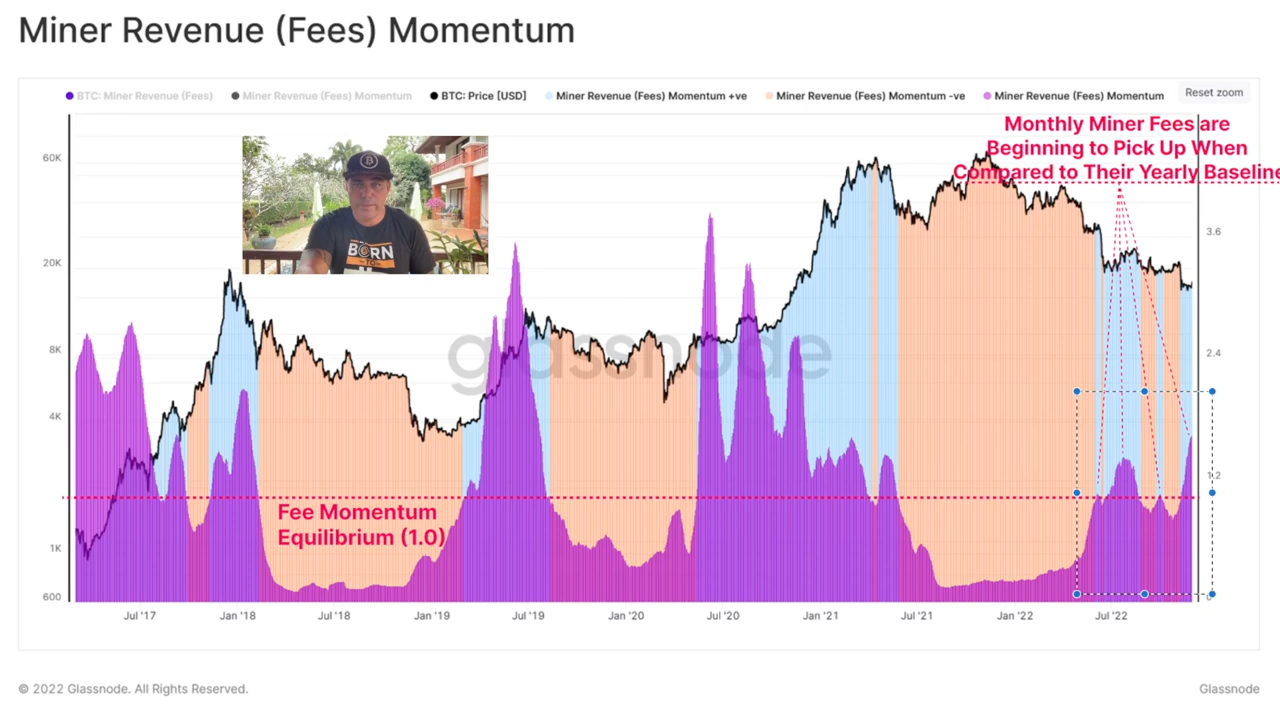 Miner Revenue (Fees) Momentum
BTC: Miner Revenue (Fees)
Miner Revenue (Fees) Momentum
BTC: Price [USD]
Miner Revenue (Fees) Momentum +ve
Miner Revenue (Fees) Momentum -ve
Miner Revenue (Fees) Momentum
Reset zoom
Monthly Miner Fees are
Beginning to Pick Up When
Compared to Their Yearly Baseline
60K
20K
8K
4K
1K
600
3.6
2.4
1.2
0
BORN
TO
glassnode
Fee Momentum
Equilibrium (1.0)
Jul '17
Jan '18
Jul '18
Jan '19
Jul '19
Jan '20
Jul '20
Jan '21
Jul '21
Jan '22
Jul '22
© 2022 Glassnode. All Rights Reserved.
Glassnode